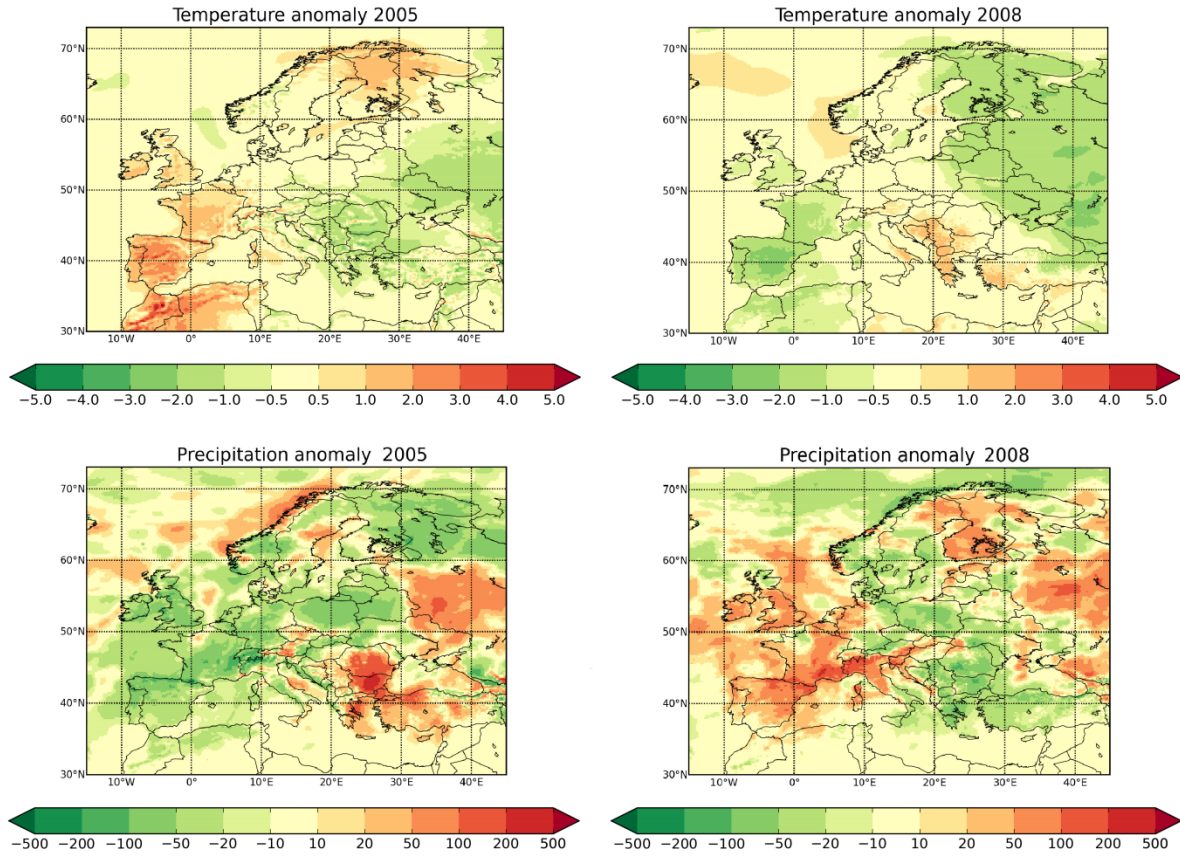 Temperature anomaly 2005
70°N
60°N
50°N
40°N
30°N
10°W 0° 10°E 20°E 30°E 40°E
−5.0 −4.0 −3.0 −2.0 −1.0 −0.5 0.5 1.0 2.0 3.0 4.0 5.0
Temperature anomaly 2008
70°N
60°N
50°N
40°N
30°N
10°W 0° 10°E 20°E 30°E 40°E
−5.0 −4.0 −3.0 −2.0 −1.0 −0.5 0.5 1.0 2.0 3.0 4.0 5.0
Precipitation anomaly 2005
70°N
60°N
50°N
40°N
30°N
10°W 0° 10°E 20°E 30°E 40°E
−500 −200 −100 −50 −20 −10 10 20 50 100 200 500
Precipitation anomaly 2008
70°N
60°N
50°N
40°N
30°N
10°W 0° 10°E 20°E 30°E 40°E
−500 −200 −100 −50 −20 −10 10 20 50 100 200 500